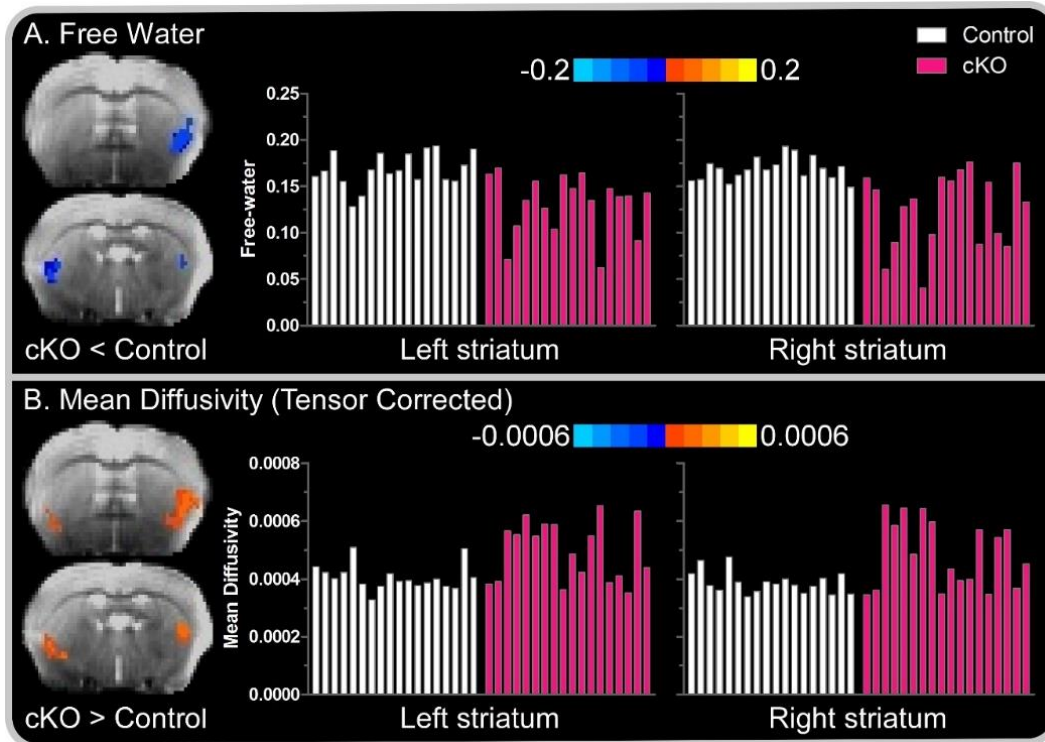 A. Free Water
Control
cKO
-0.2 0.2
0.25
0.20
0.15
0.10
0.05
0.00
Free-water
cKO < Control
Left striatum
Right striatum
B. Mean Diffusivity (Tensor Corrected)
-0.0006 0.0006
0.0008
0.0006
0.0004
0.0002
0.0000
Mean Diffusivity
cKO > Control
Left striatum
Right striatum